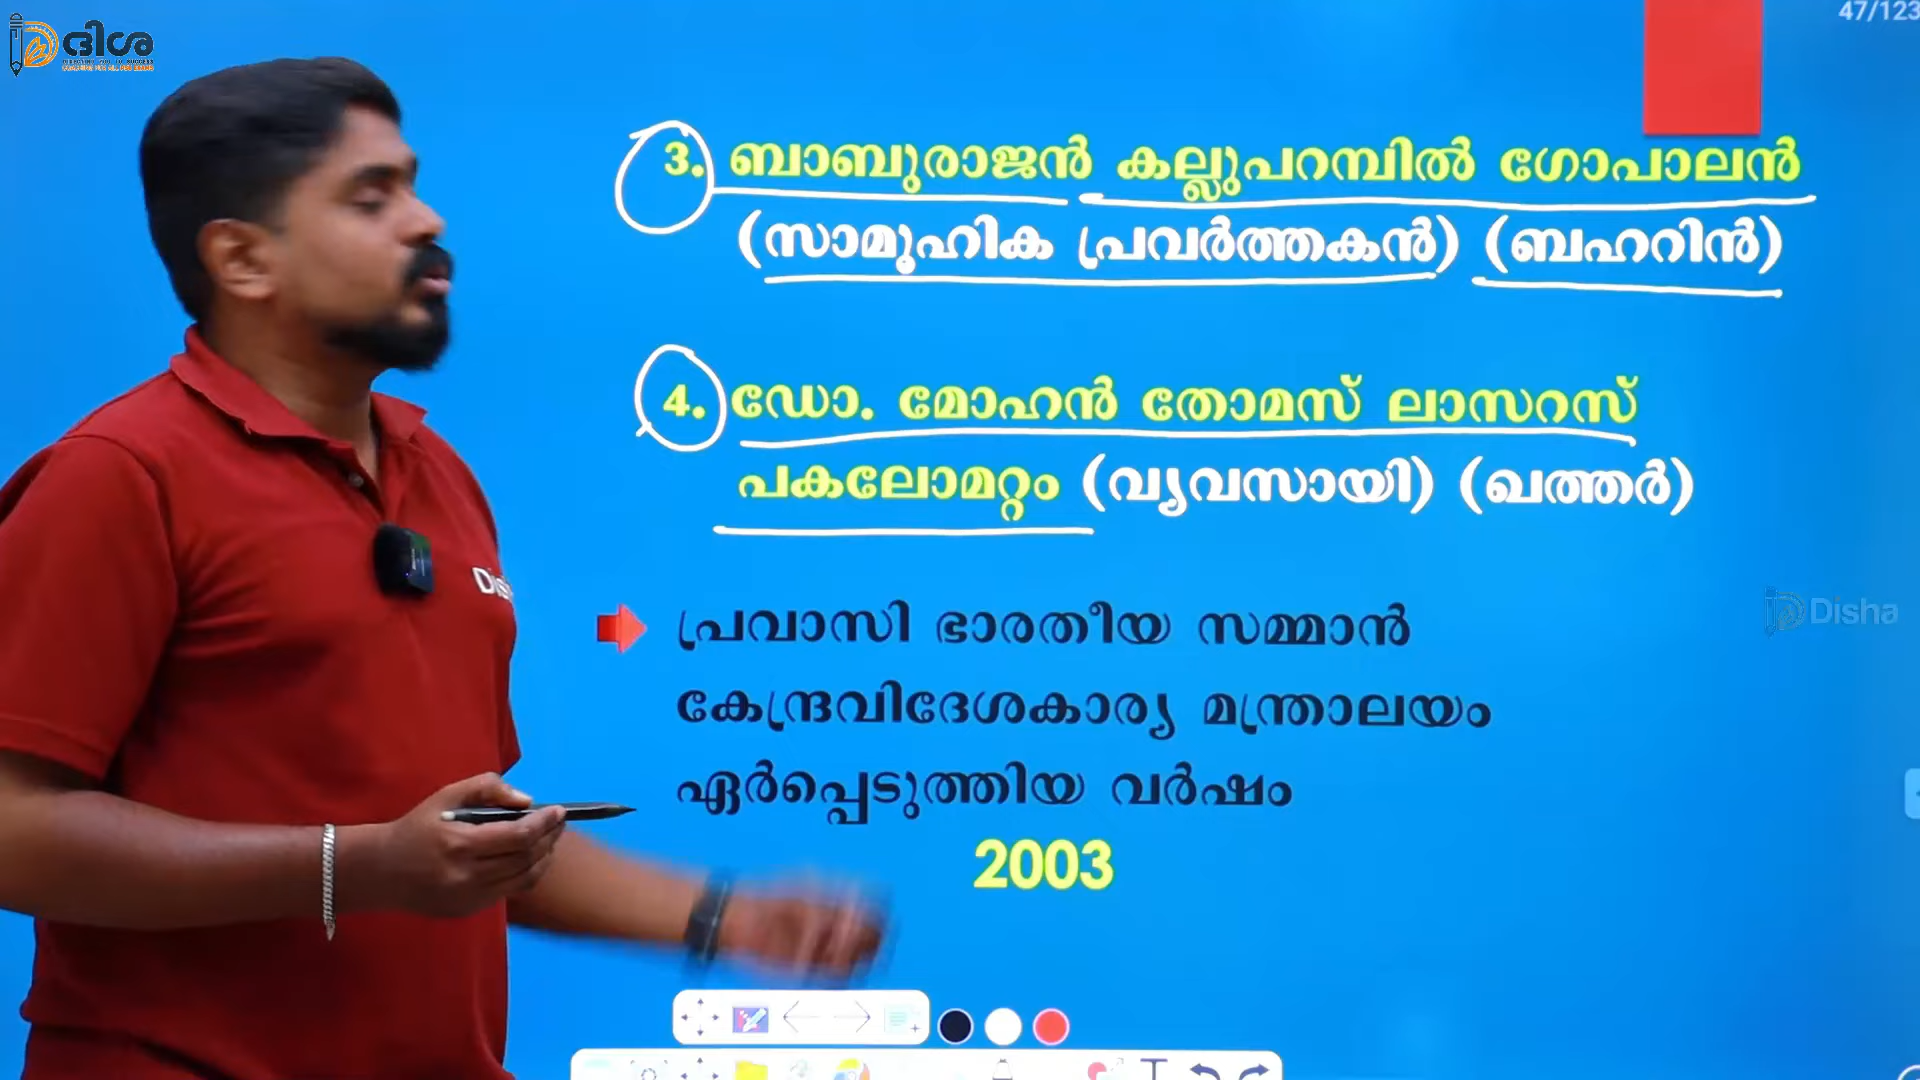 ദിശ
47/123
3. ബാബുരാജൻ കല്ലുപറമ്പിൽ ഗോപാലൻ
(സാമൂഹിക പ്രവർത്തകൻ) (ബഹറിൻ)
4. ഡോ. മോഹൻ തോമസ് ലാസറസ്
പകലോമറ്റം (വ്യവസായി) (ഖത്തർ)
പ്രവാസി ഭാരതീയ സമ്മാൻ
കേന്ദ്രവിദേശകാര്യ മന്ത്രാലയം
ഏർപ്പെടുത്തിയ വർഷം
2003
Disha